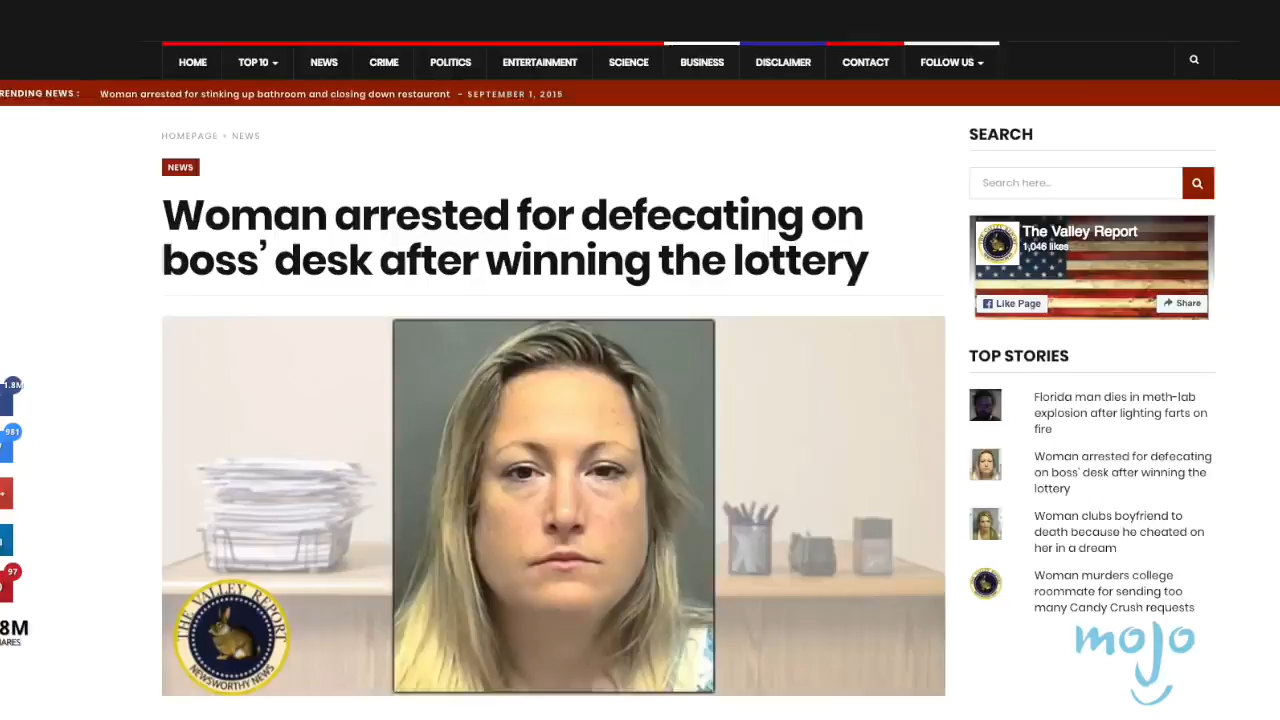 HOME TOP 10 NEWS CRIME POLITICS ENTERTAINMENT SCIENCE BUSINESS DISCLAIMER CONTACT FOLLOW US
RENDING NEWS : Woman arrested for stinking up bathroom and closing down restaurant - SEPTEMBER 1, 2015
HOMEPAGE › NEWS
NEWS
Woman arrested for defecating on
boss’ desk after winning the lottery
THE VALLEY REPORT
NEWSWORTHY NEWS
1.8M
981
97
8M
ARES
SEARCH
Search here...
The Valley Report
1,046 likes
Like Page
Share
TOP STORIES
Florida man dies in meth-lab
explosion after lighting farts on
fire
Woman arrested for defecating
on boss’ desk after winning the
lottery
Woman clubs boyfriend to
death because he cheated on
her in a dream
Woman murders college
roommate for sending too
many Candy Crush requests
mojo